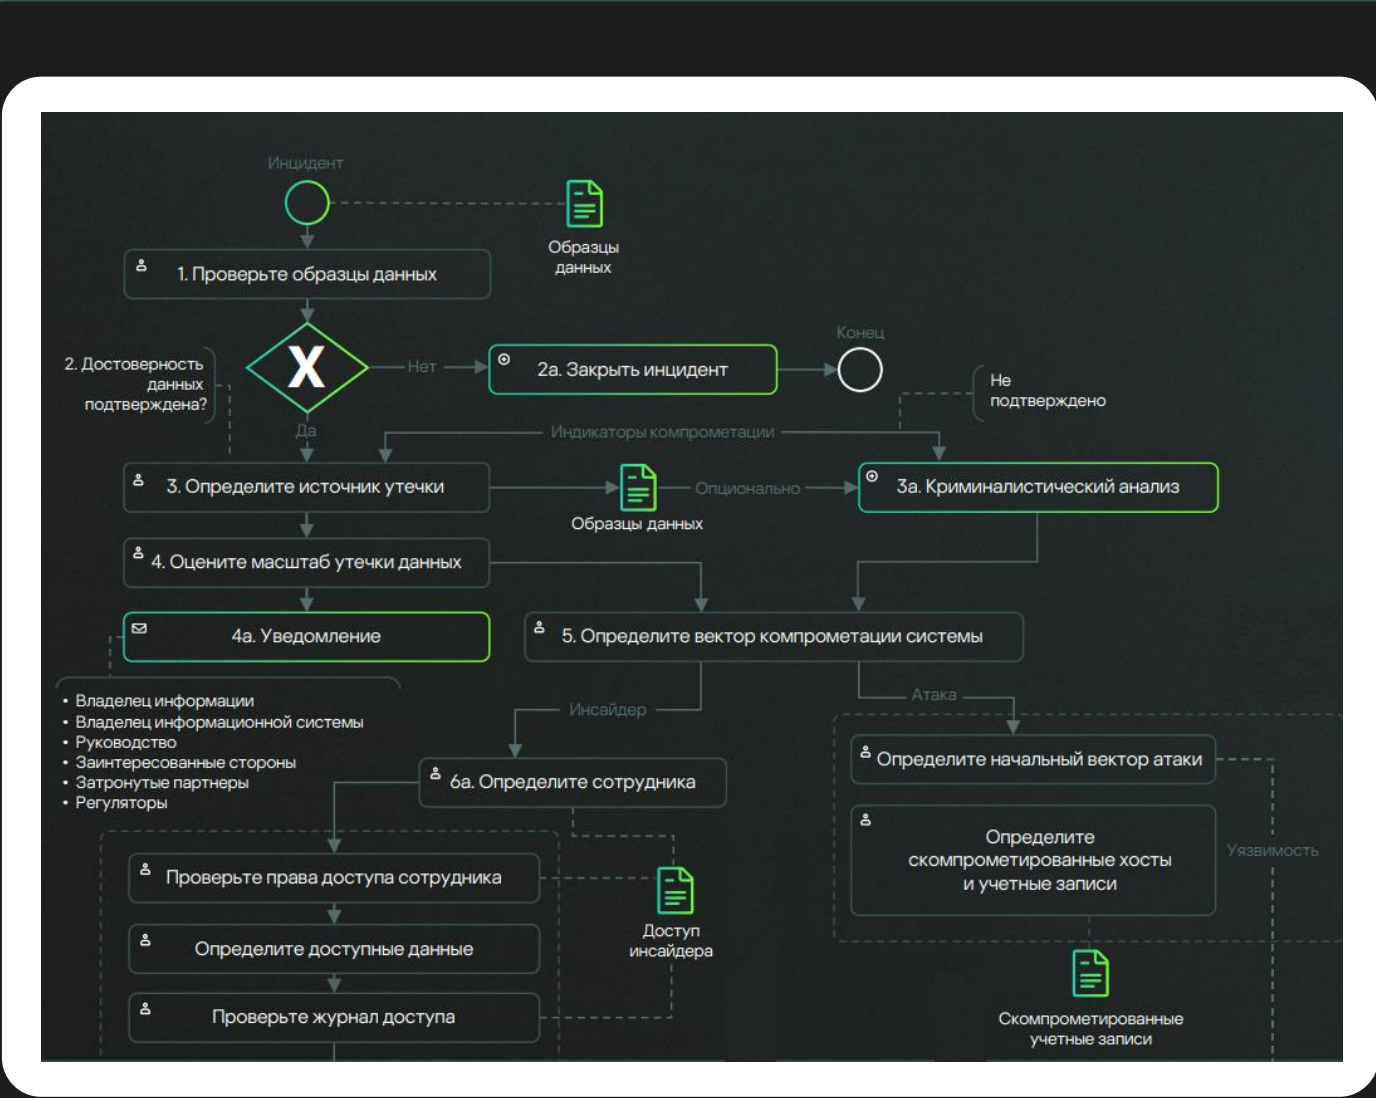 Инцидент
Образцы
данных
1. Проверьте образцы данных
Конец
2. Достоверность
данных
подтверждена?
X
Нет
2а. Закрыть инцидент
Не
подтверждено
Да
Индикаторы компрометации
3. Определите источник утечки
Образцы данных
Опционально
3а. Криминалистический анализ
4. Оцените масштаб утечки данных
4а. Уведомление
5. Определите вектор компрометации системы
• Владелец информации
• Владелец информационной системы
• Руководство
• Заинтересованные стороны
• Затронутые партнеры
• Регуляторы
Инсайдер
Атака
6а. Определите сотрудника
Определите начальный вектор атаки
Определите
скомпрометированные хосты
и учетные записи
Уязвимость
Проверьте права доступа сотрудника
Определите доступные данные
Проверьте журнал доступа
Доступ
инсайдера
Скомпрометированные
учетные записи